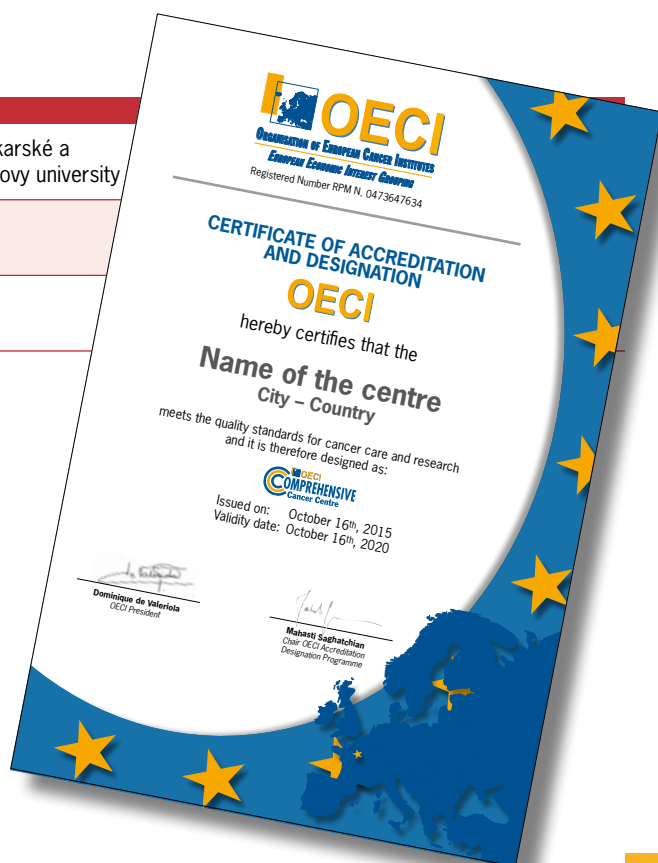 karské a
ovy university
OECI
ORGANISATION OF EUROPEAN CANCER INSTITUTES
EUROPEAN ECONOMIC INTEREST GROUPING
Registered Number RPM N. 0473647634
CERTIFICATE OF ACCREDITATION
AND DESIGNATION
OECI
hereby certifies that the
Name of the centre
City – Country
meets the quality standards for cancer care and research
and it is therefore designed as:
OECI
COMPREHENSIVE
Cancer Centre
Issued on: October 16th, 2015
Validity date: October 16th, 2020
Dominique de Valeriola
OECI President
Mahasti Saghatchian
Chair OECI Accreditation
Designation Programme